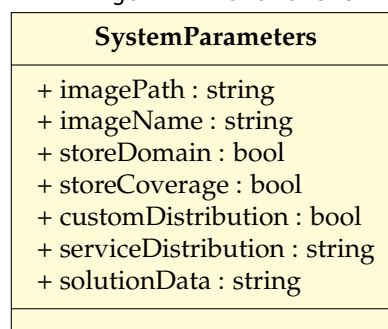 SystemParameters
+ imagePath : string
+ imageName : string
+ storeDomain : bool
+ storeCoverage : bool
+ customDistribution : bool
+ serviceDistribution : string
+ solutionData : string